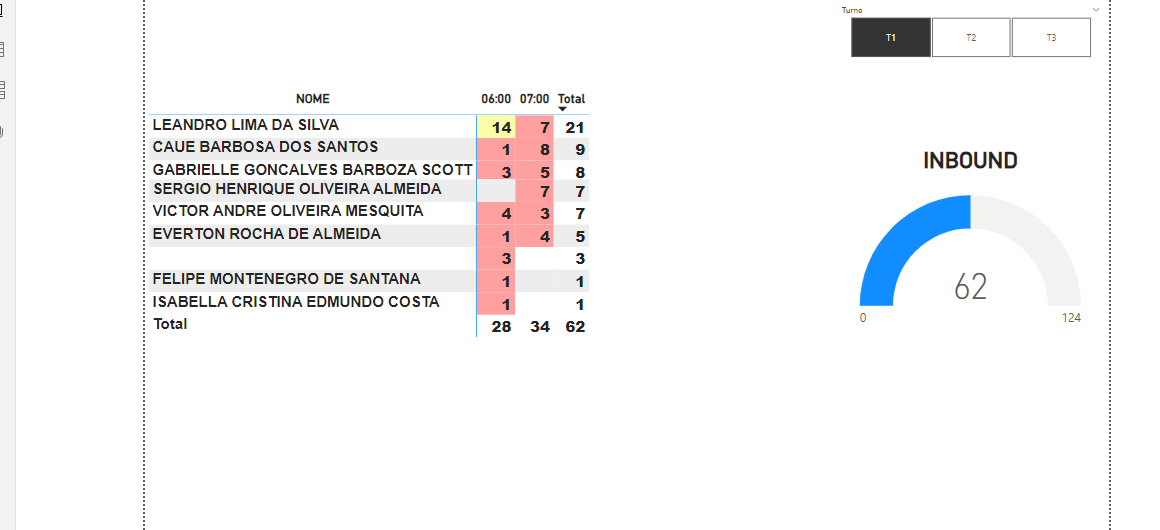 Turno
T1 T2 T3
NOME 06:00 07:00 Total
LEANDRO LIMA DA SILVA 14 7 21
CAUE BARBOSA DOS SANTOS 1 8 9
GABRIELLE GONCALVES BARBOZA SCOTT 3 5 8
SERGIO HENRIQUE OLIVEIRA ALMEIDA 7 7
VICTOR ANDRE OLIVEIRA MESQUITA 4 3 7
EVERTON ROCHA DE ALMEIDA 1 4 5
3 3
FELIPE MONTENEGRO DE SANTANA 1 1
ISABELLA CRISTINA EDMUNDO COSTA 1 1
Total 28 34 62
INBOUND
62
0 124